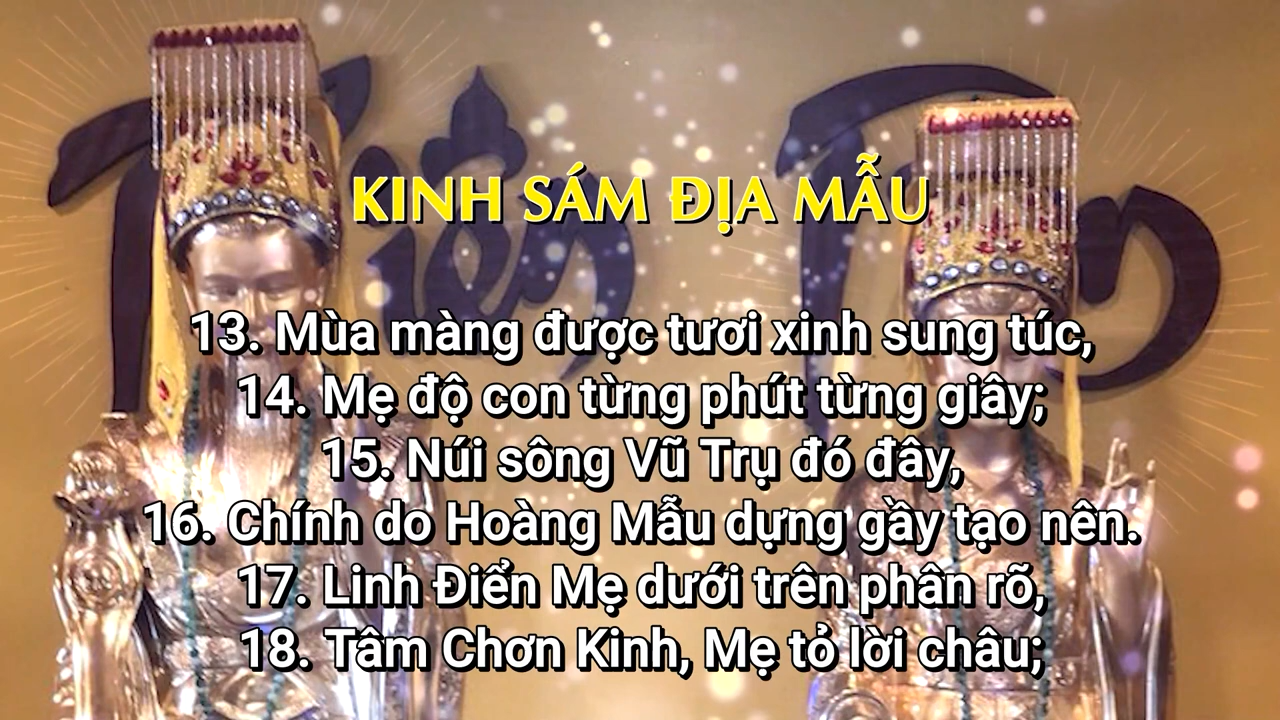 KINH SÁM ĐỊA MẪU
13. Mùa màng được tươi xinh sung túc,
14. Mẹ độ con từng phút từng giây;
15. Núi sông Vũ Trụ đó đây,
16. Chính do Hoàng Mẫu dựng gầy tạo nên.
17. Linh Điển Mẹ dưới trên phân rõ,
18. Tâm Chơn Kinh, Mẹ tỏ lời châu;